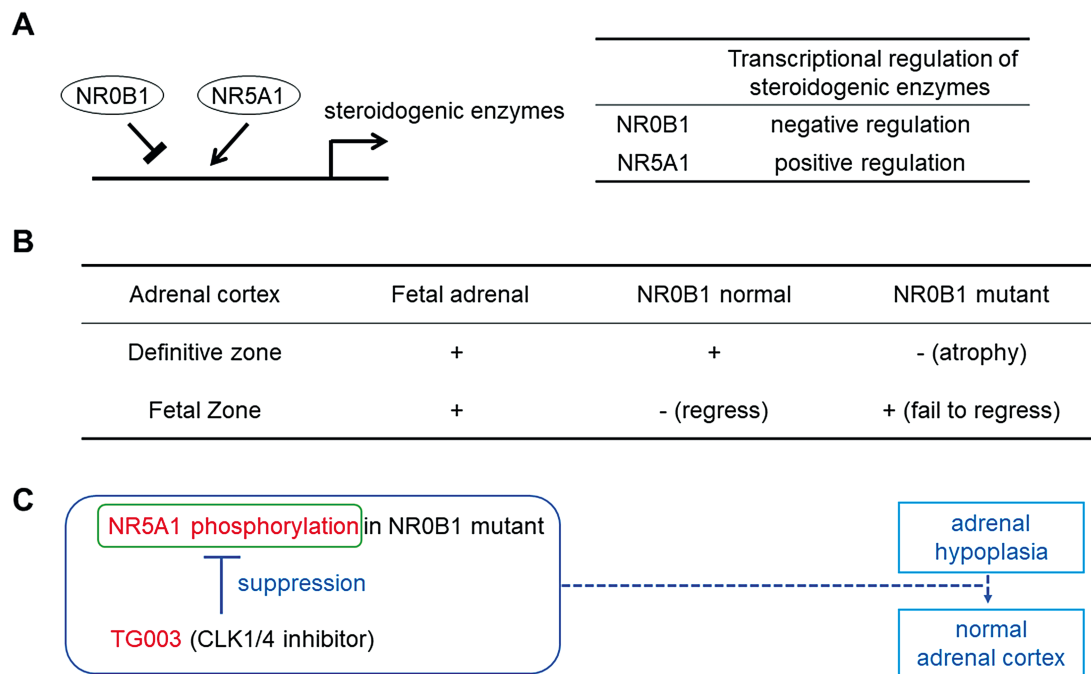 A
NR0B1
NR5A1
steroidogenic enzymes
Transcriptional regulation of
steroidogenic enzymes
NR0B1 negative regulation
NR5A1 positive regulation
B
Adrenal cortex Fetal adrenal NR0B1 normal NR0B1 mutant
Definitive zone + + - (atrophy)
Fetal Zone + - (regress) + (fail to regress)
C
NR5A1 phosphorylation in NR0B1 mutant
suppression
TG003 (CLK1/4 inhibitor)
adrenal
hypoplasia
normal
adrenal cortex